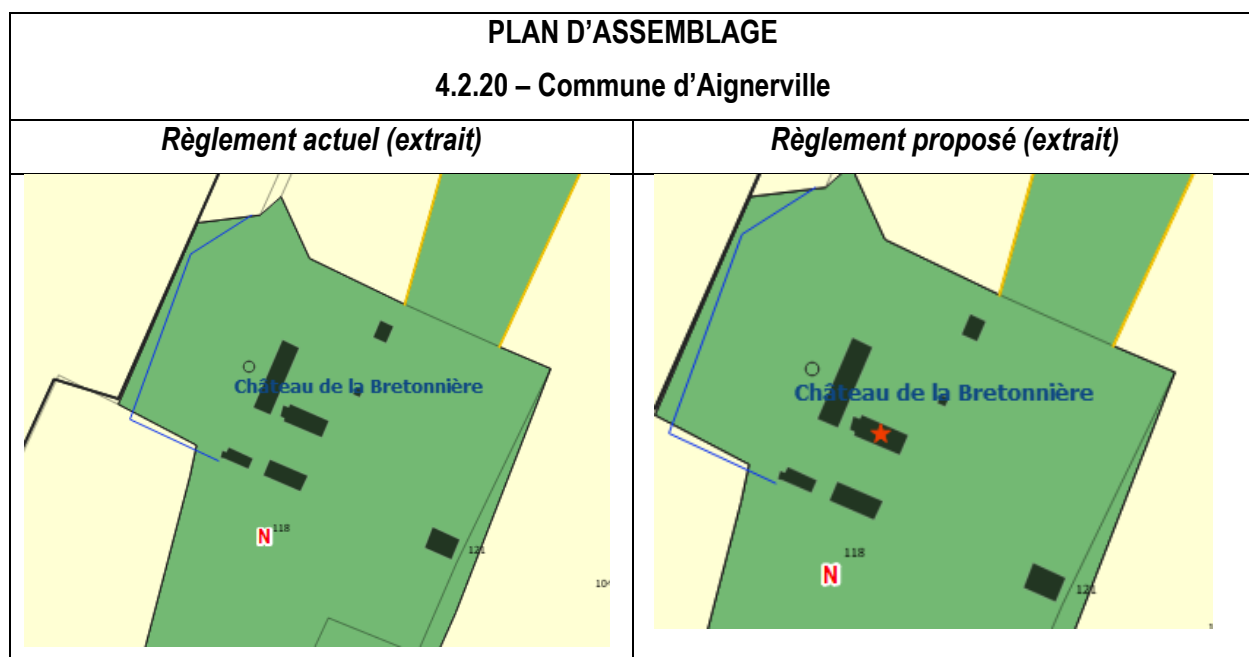 PLAN D'ASSEMBLAGE
4.2.20 – Commune d'Aignerville
Règlement actuel (extrait)
Règlement proposé (extrait)
Château de la Bretonnière
N
118
121
Château de la Bretonnière
118
N
121